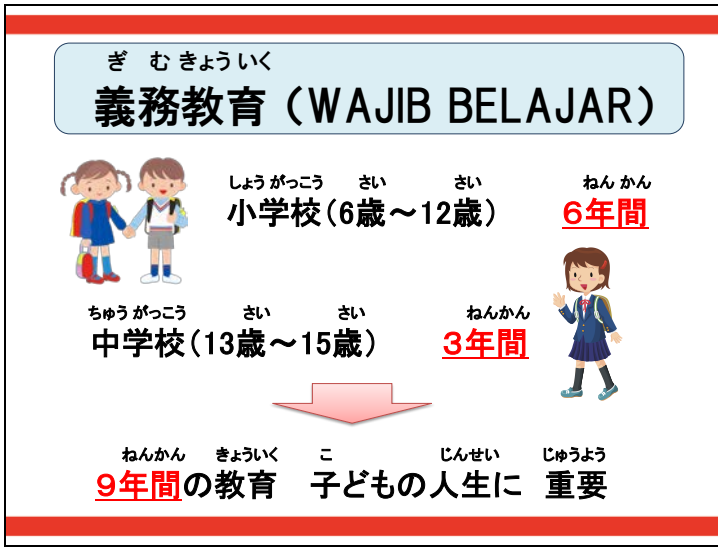 ぎ む きょう いく
義務教育（WAJIB BELAJAR）
しょう がっこう さい さい ねん かん
小学校（6歳～12歳） ６年間
ちゅう がっこう さい さい ねんかん
中学校（13歳～15歳） ３年間
ねんかん きょういく こ じんせい じゅうよう
９年間の教育 子どもの人生に 重要